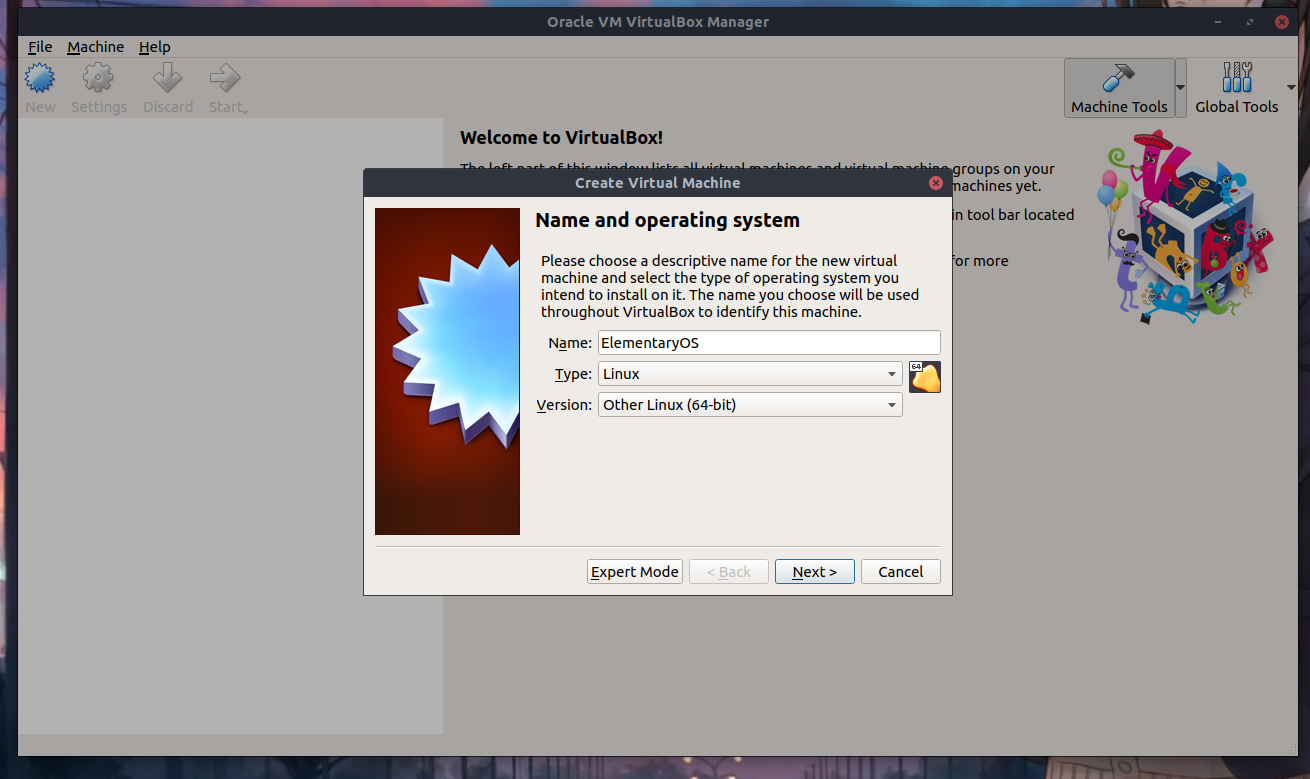 Oracle VM VirtualBox Manager
File Machine Help
New Settings Discard Start
Machine Tools Global Tools
Welcome to VirtualBox!
The left part of this window lists all virtual machines and virtual machine groups on your
machines yet.
in tool bar located
for more
Create Virtual Machine
Name and operating system
Please choose a descriptive name for the new virtual
machine and select the type of operating system you
intend to install on it. The name you choose will be used
throughout VirtualBox to identify this machine.
Name: ElementaryOS
Type: Linux
64
Version: Other Linux (64-bit)
Expert Mode < Back Next > Cancel